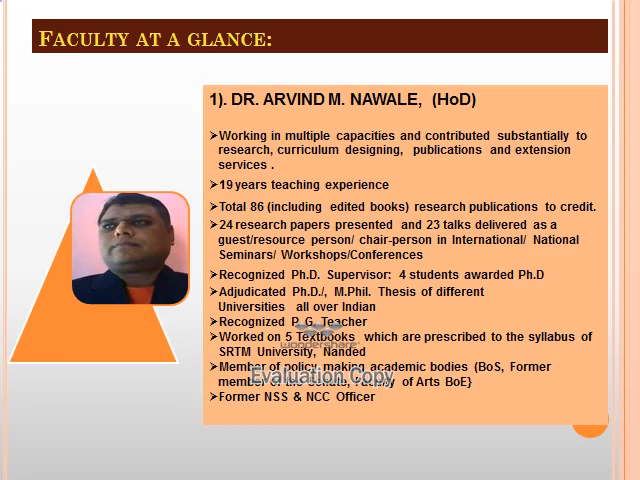 FACULTY AT A GLANCE:
1). DR. ARVIND M. NAWALE, (HoD)
➢Working in multiple capacities and contributed substantially to
research, curriculum designing, publications and extension
services .
➢19 years teaching experience
➢Total 86 (including edited books) research publications to credit.
➢24 research papers presented and 23 talks delivered as a
guest/resource person/ chair-person in International/ National
Seminars/ Workshops/Conferences
➢Recognized Ph.D. Supervisor: 4 students awarded Ph.D
➢Adjudicated Ph.D./, M.Phil. Thesis of different
Universities all over Indian
➢Recognized P. G. Teacher
➢Worked on 5 Textbooks which are prescribed to the syllabus of
wondershare
SRTM University, Nanded
➢Member of policy making academic bodies (BoS, Former
Evaluation Copy
member of the Senate, Faculty of Arts BoE}
➢Former NSS & NCC Officer